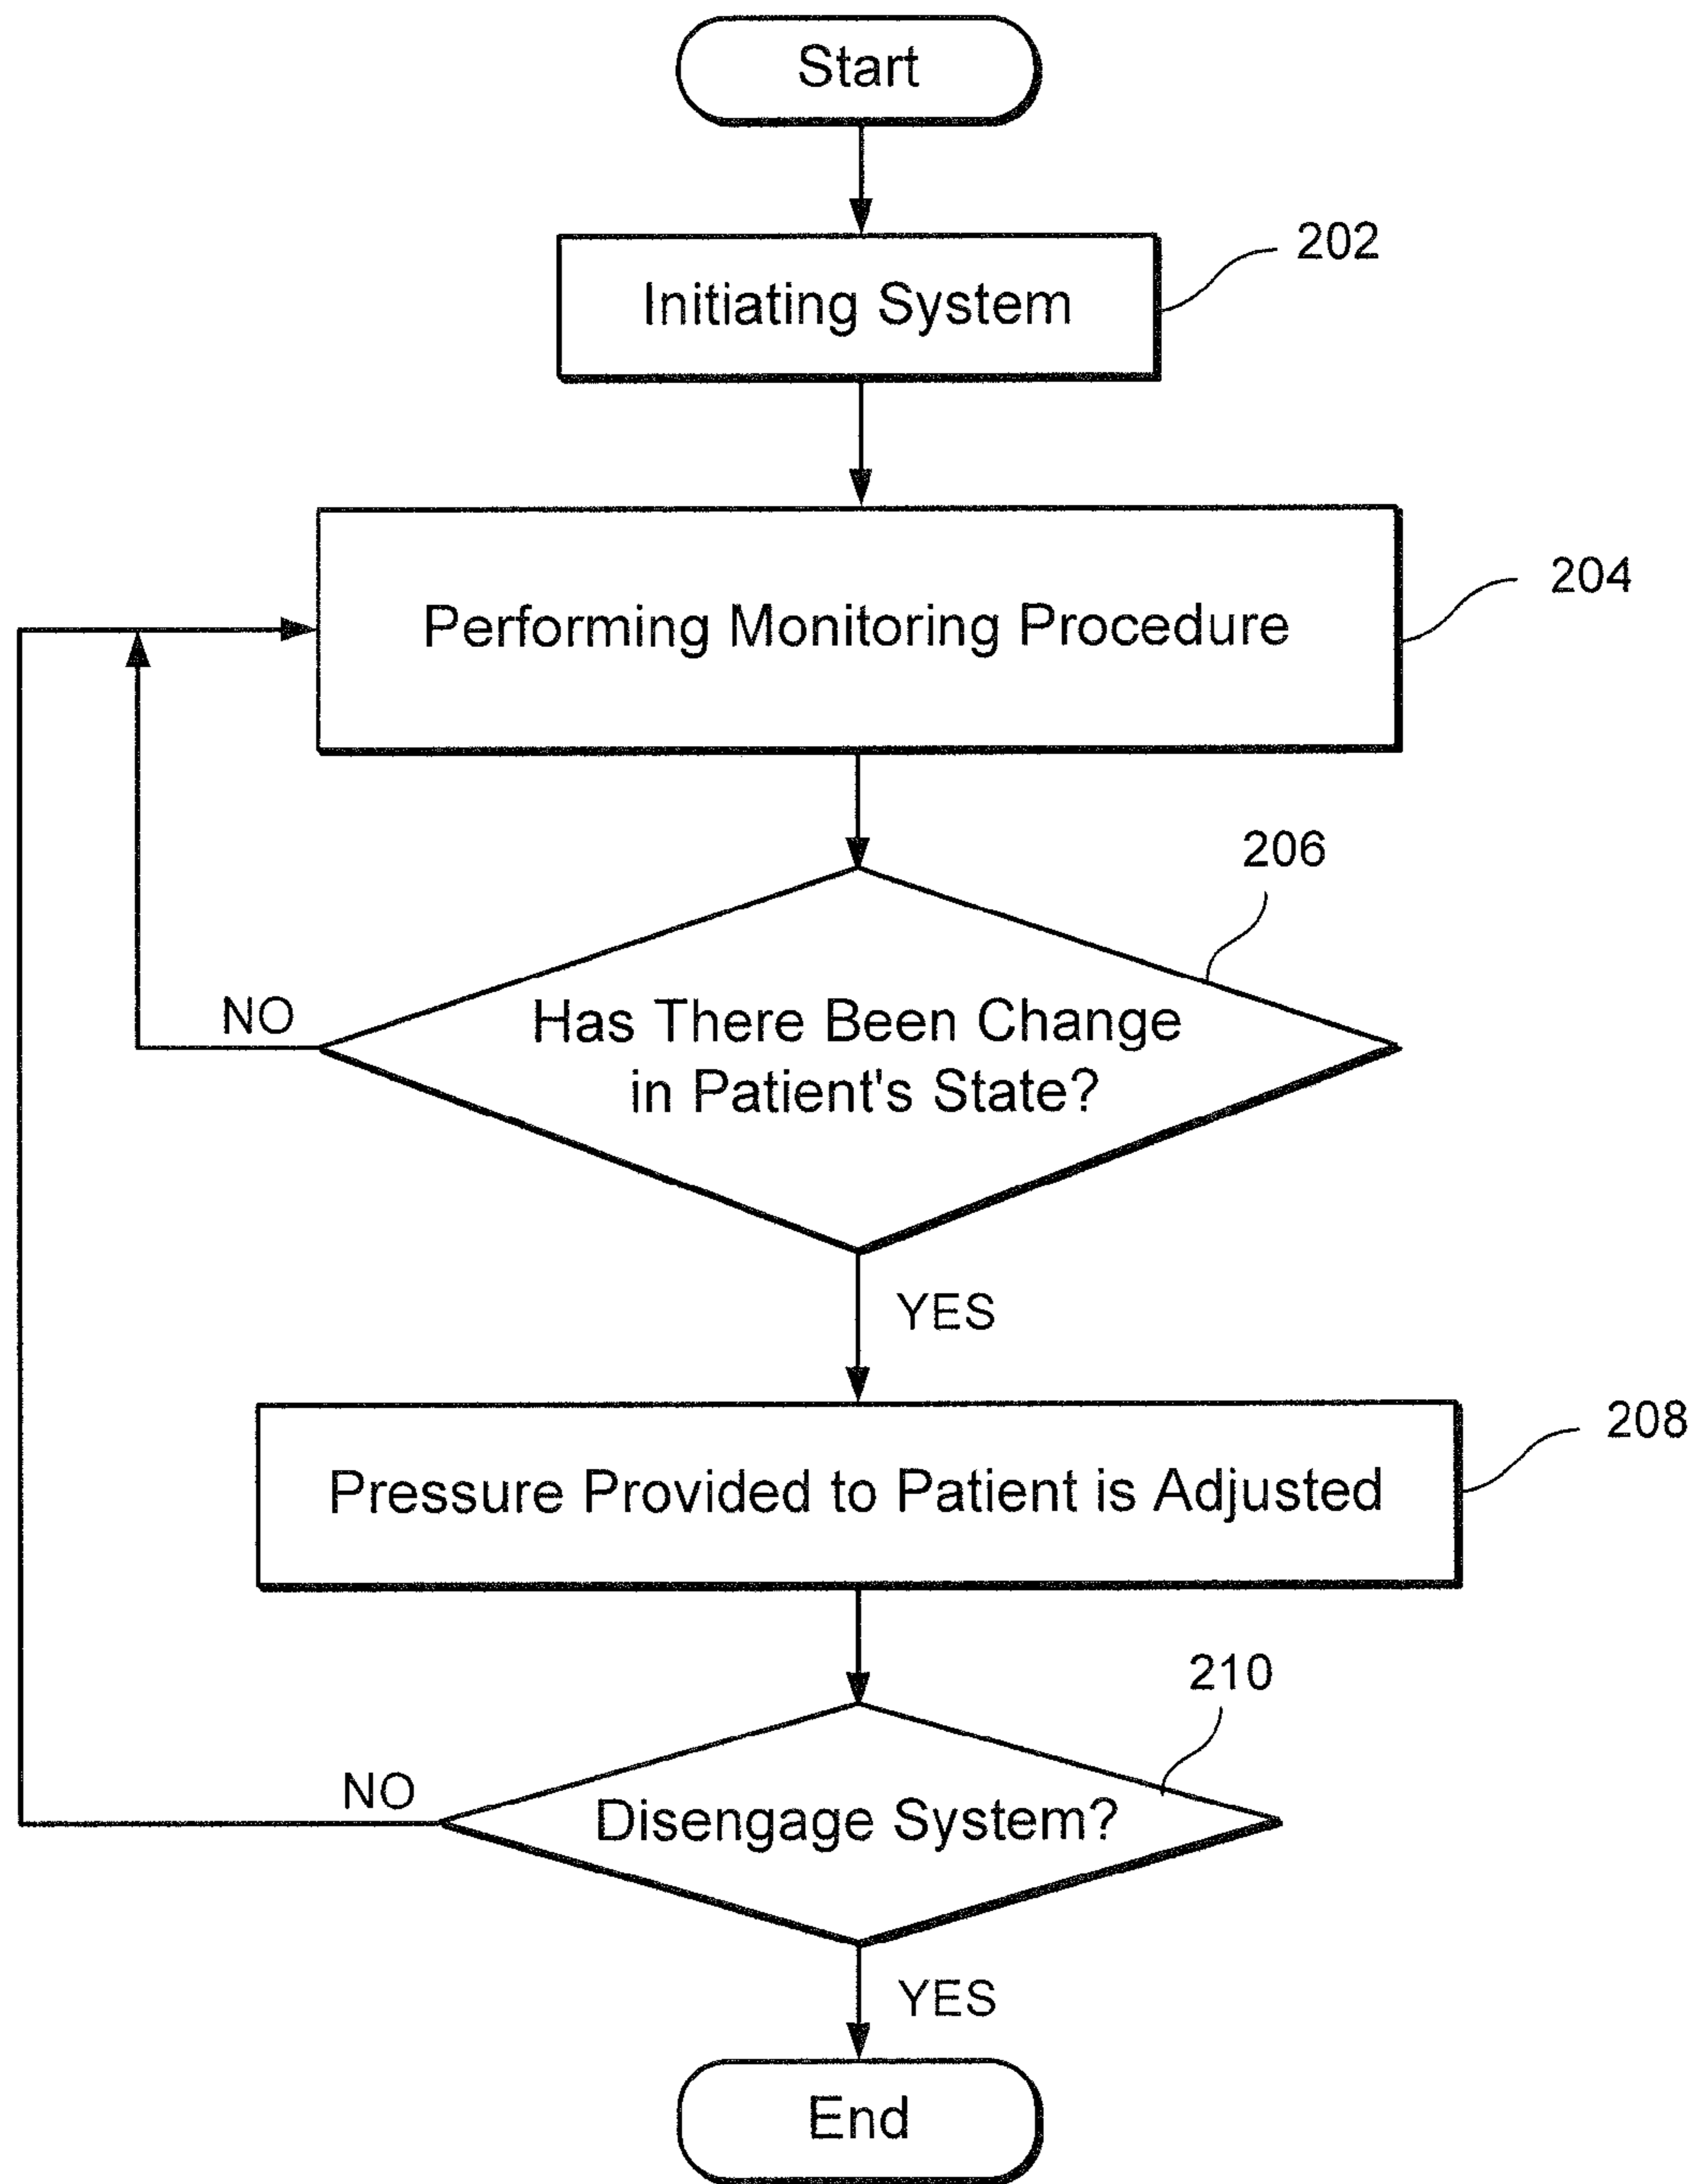 Start
202
Initiating System
204
Performing Monitoring Procedure
206
NO
Has There Been Change
in Patient's State?
YES
208
Pressure Provided to Patient is Adjusted
210
NO
Disengage System?
YES
End